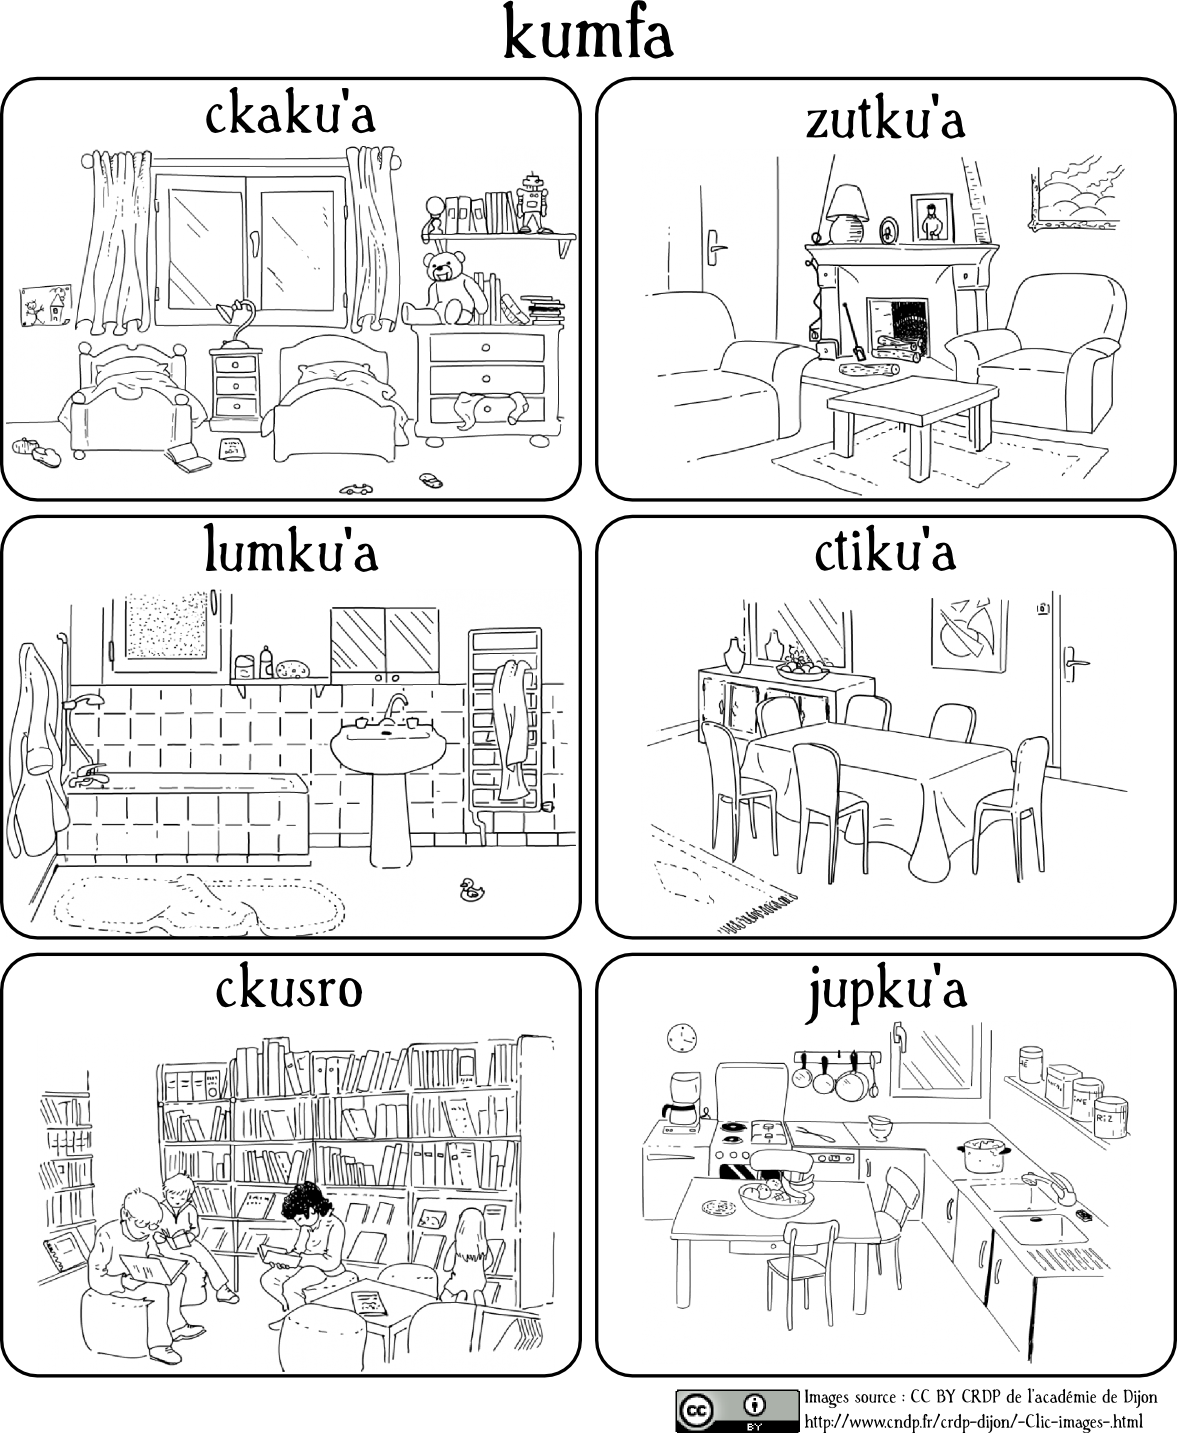 kumfa
ckaku'a
zutku'a
lumku'a
ctiku'a
ckusro
jupku'a
RIZ
cc
BY
Images source : CC BY CRDP de l'académie de Dijon
http://www.cndp.fr/crdp-dijon/-Clic-images-.html